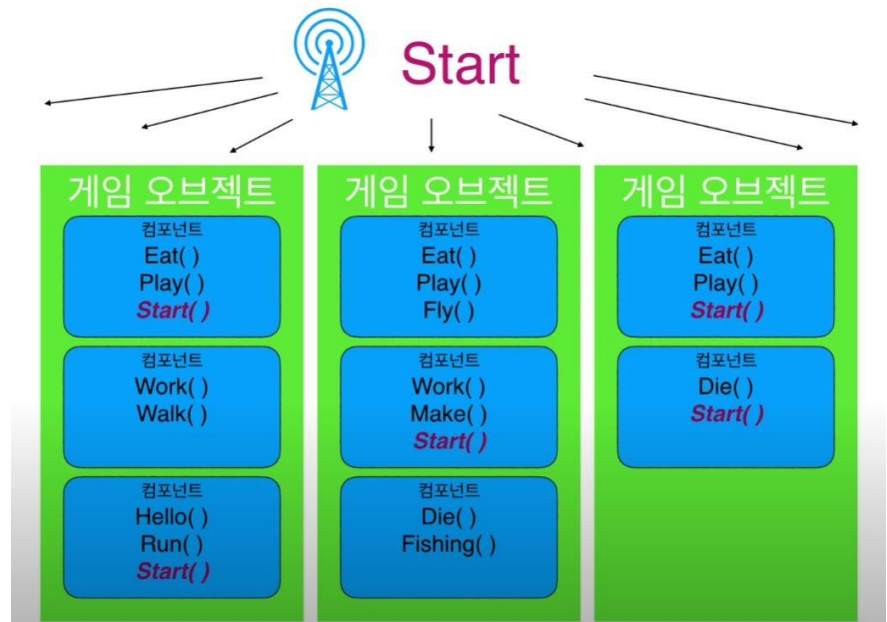 Start
게임 오브젝트
컴포넌트
Eat( )
Play( )
Start( )
컴포넌트
Work( )
Walk( )
컴포넌트
Hello( )
Run( )
Start( )
게임 오브젝트
컴포넌트
Eat( )
Play( )
Fly( )
컴포넌트
Work( )
Make( )
Start( )
컴포넌트
Die( )
Fishing( )
게임 오브젝트
컴포넌트
Eat( )
Play( )
Start( )
컴포넌트
Die( )
Start( )